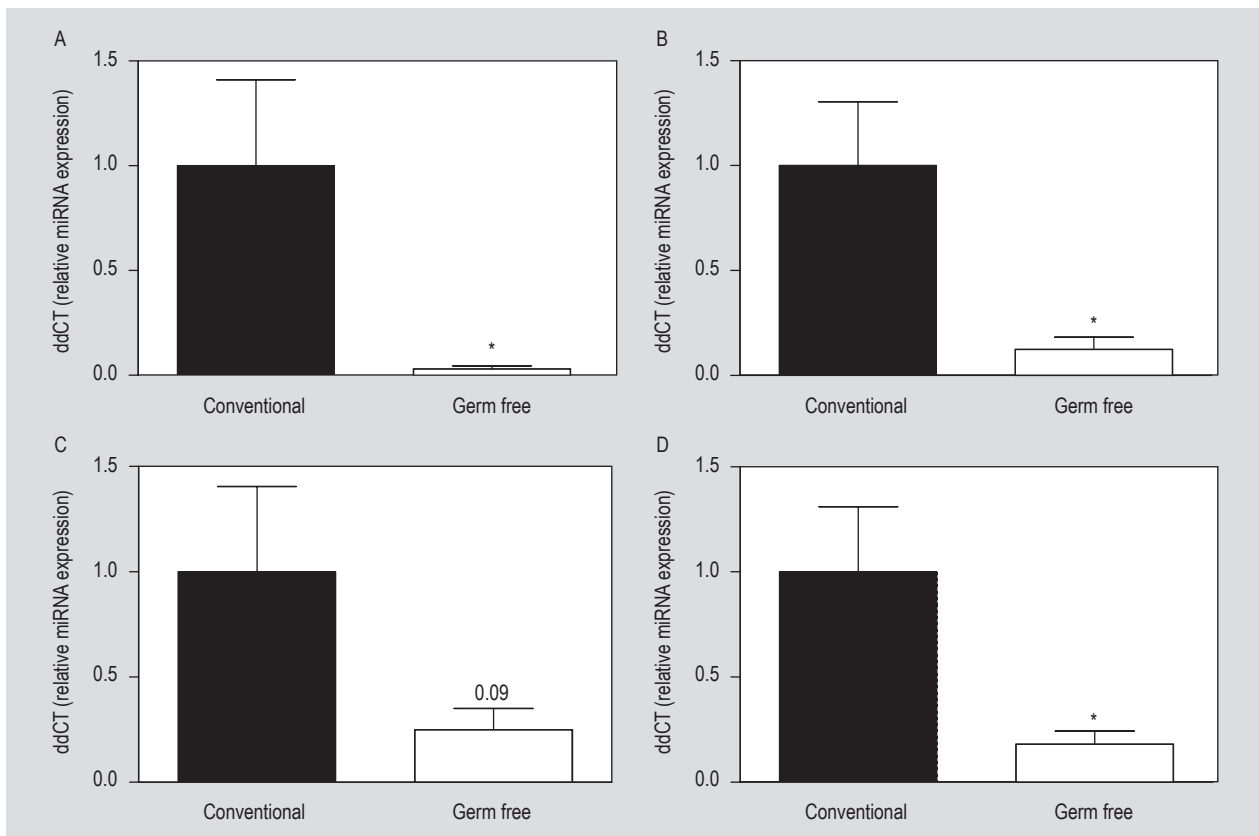 A
ddCT (relative miRNA expression)
1.5
1.0
0.5
0.0
*
Conventional
Germ free
B
ddCT (relative miRNA expression)
1.5
1.0
0.5
0.0
*
Conventional
Germ free
C
ddCT (relative miRNA expression)
1.5
1.0
0.5
0.0
0.09
Conventional
Germ free
D
ddCT (relative miRNA expression)
1.5
1.0
0.5
0.0
*
Conventional
Germ free